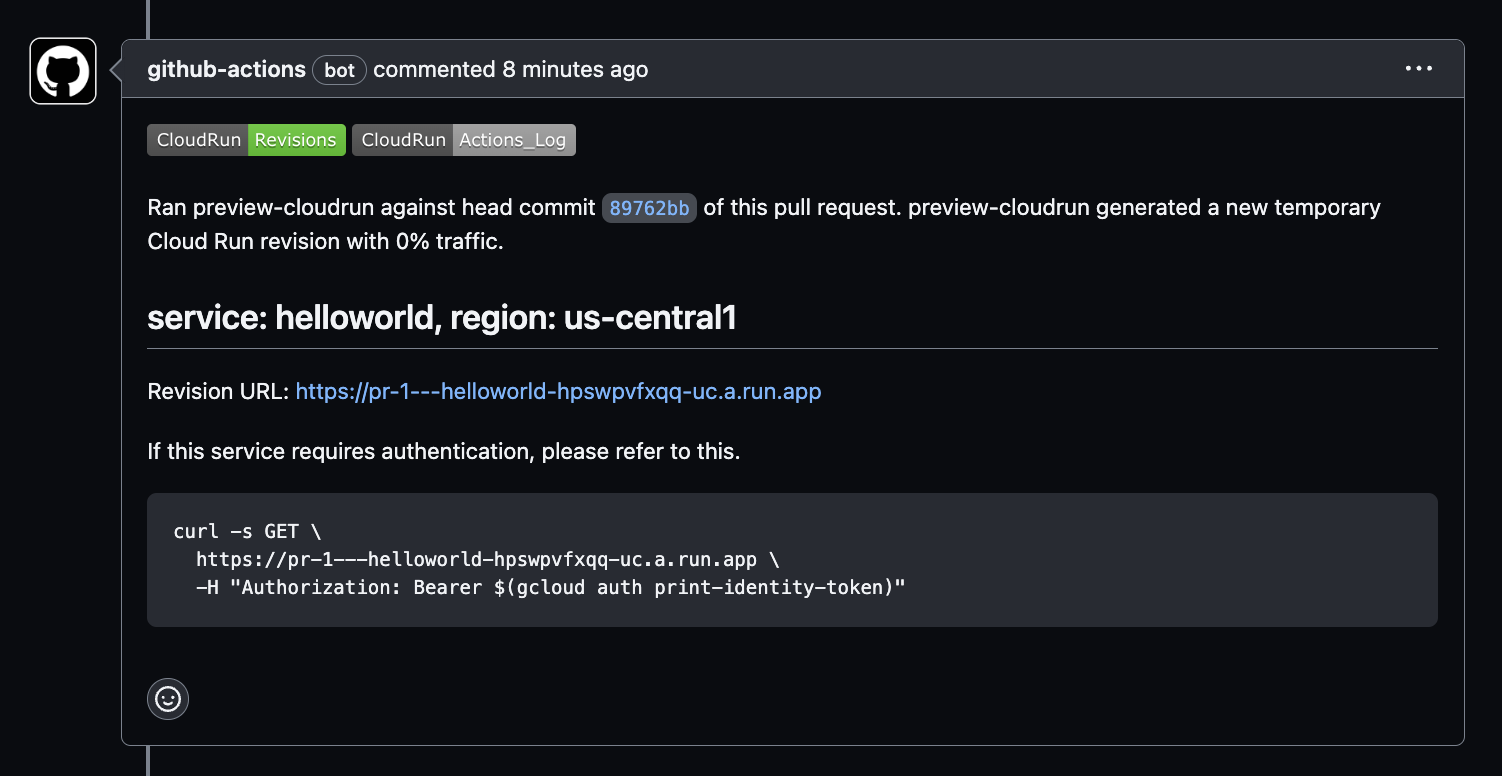 github-actions bot commented 8 minutes ago
CloudRun Revisions CloudRun Actions_Log
Ran preview-cloudrun against head commit 89762bb of this pull request. preview-cloudrun generated a new temporary
Cloud Run revision with 0% traffic.
service: helloworld, region: us-central1
Revision URL: https://pr-1---helloworld-hpswpvfxqq-uc.a.run.app
If this service requires authentication, please refer to this.
curl -s GET \
  https://pr-1---helloworld-hpswpvfxqq-uc.a.run.app \
  -H "Authorization: Bearer $(gcloud auth print-identity-token)"